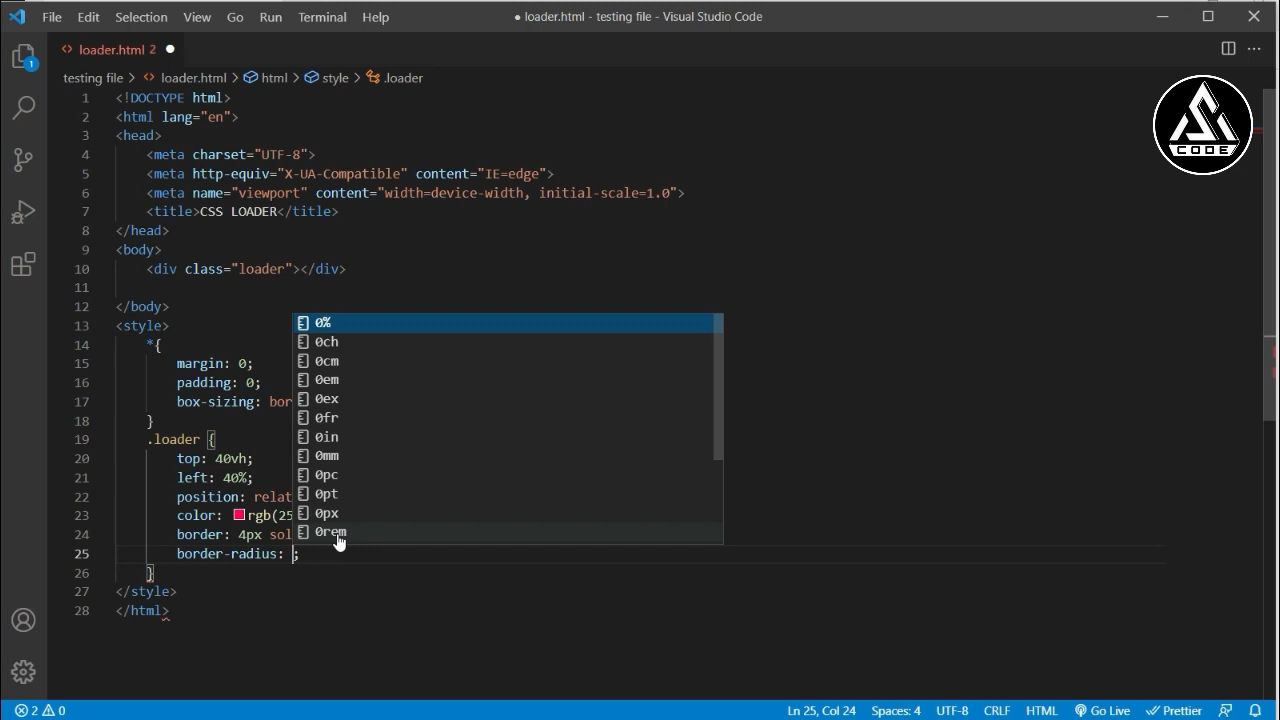 File Edit Selection View Go Run Terminal Help ● loader.html - testing file - Visual Studio Code
<> loader.html 2 ●
testing file > <> loader.html > html > style > .loader
1 <!DOCTYPE html>
2 <html lang="en">
3 <head>
4 <meta charset="UTF-8">
5 <meta http-equiv="X-UA-Compatible" content="IE=edge">
6 <meta name="viewport" content="width=device-width, initial-scale=1.0">
7 <title>CSS LOADER</title>
8 </head>
9 <body>
10 <div class="loader"></div>
11
12 </body>
13 <style>
14 *{
15 margin: 0;
16 padding: 0;
17 box-sizing: bor
18 }
19 .loader {
20 top: 40vh;
21 left: 40%;
22 position: relat
23 color: rgb(25
24 border: 4px sol
25 border-radius: ;
26 }
27 </style>
28 </html>
0%
0ch
0cm
0em
0ex
0fr
0in
0mm
0pc
0pt
0px
0rem
CODE
1
2 0 Ln 25, Col 24 Spaces: 4 UTF-8 CRLF HTML Go Live Prettier